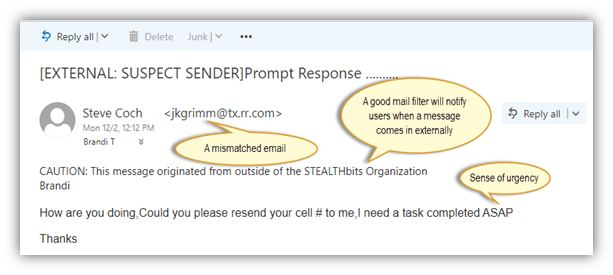 Reply all |
Delete
Junk |
•••
[EXTERNAL: SUSPECT SENDER]Prompt Response ..........
A good mail filter will notify
users when a message
comes in externally
Steve Coch <jkgrimm@tx.rr.com>
Reply all |
Mon 12/2, 12:12 PM
Brandi T
A mismatched email
CAUTION: This message originated from outside of the STEALTHbits Organization
Sense of urgency
Brandi
How are you doing,Could you please resend your cell # to me,I need a task completed ASAP
Thanks